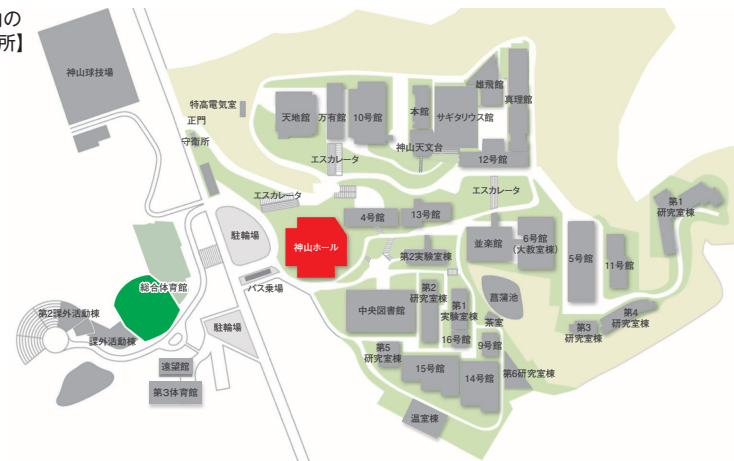 山の
所】
神山球技場
特高電気室
正門
守衛所
天地館
万有館
10号館
本館
サギタリウス館
雄飛館
真理館
神山天文台
12号館
エスカレータ
エスカレータ
エスカレータ
4号館
13号館
神山ホール
駐輪場
第2実験室棟
並楽館
6号館
(大教室棟)
5号館
11号館
第1
研究室棟
総合体育館
バス乗場
中央図書館
第2
研究室棟
第1
実験室棟
菖蒲池
茶室
第4
研究室棟
第3
研究室棟
第2課外活動棟
課外活動棟
駐輪場
16号館
9号館
遠望館
第3体育館
第5
研究室棟
15号館
14号館
第6研究室棟
温室棟